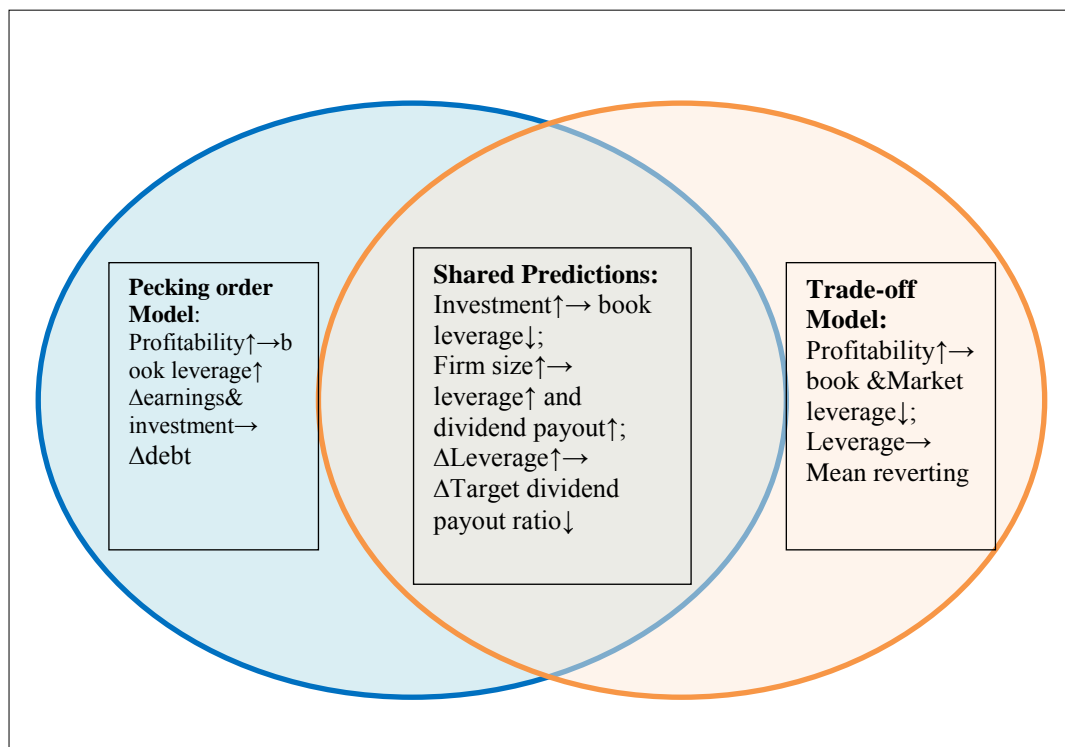 Pecking order
Model:
Profitability↑→b
ook leverage↑
Δearnings&
investment→
Δdebt
Shared Predictions:
Investment↑→ book
leverage↓;
Firm size↑→
leverage↑ and
dividend payout↑;
ΔLeverage↑→
ΔTarget dividend
payout ratio↓
Trade-off
Model:
Profitability↑→
book &Market
leverage↓;
Leverage→
Mean reverting